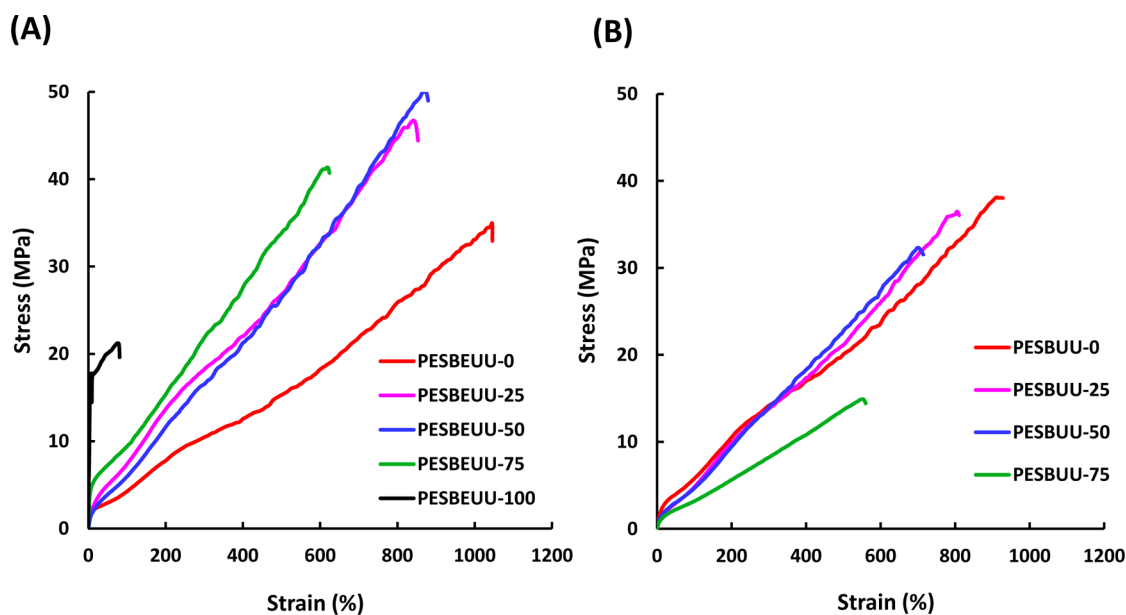 (A)
50
40
30
20
10
0
Stress (MPa)
PESBEUU-0
PESBEUU-25
PESBEUU-50
PESBEUU-75
PESBEUU-100
0 200 400 600 800 1000 1200
Strain (%)
(B)
50
40
30
20
10
0
Stress (MPa)
PESBUU-0
PESBUU-25
PESBUU-50
PESBUU-75
0 200 400 600 800 1000 1200
Strain (%)